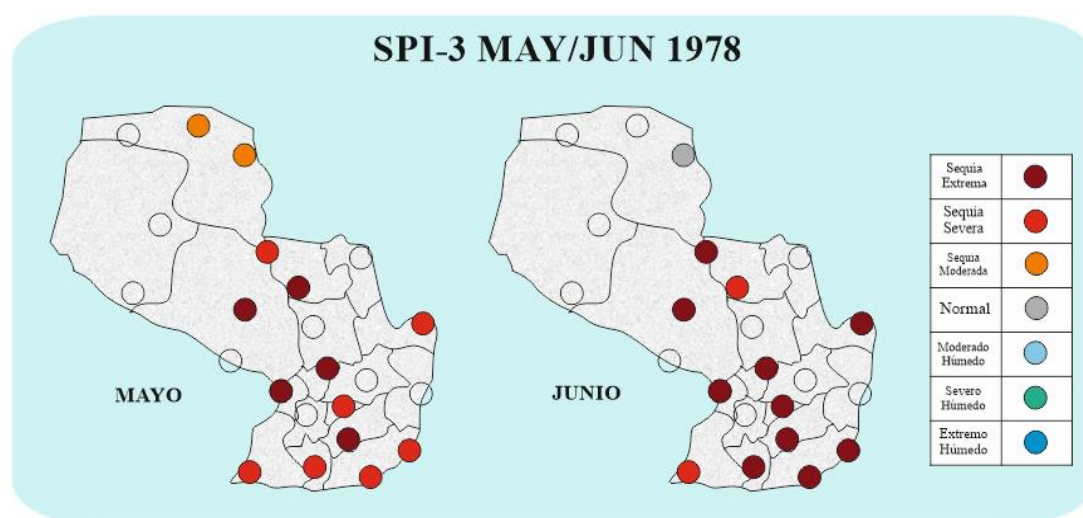 SPI-3 MAY/JUN 1978
MAYO
JUNIO
Sequia
Extrema
Sequia
Severa
Sequia
Moderada
Normal
Moderado
Húmedo
Severo
Húmedo
Extremo
Húmedo